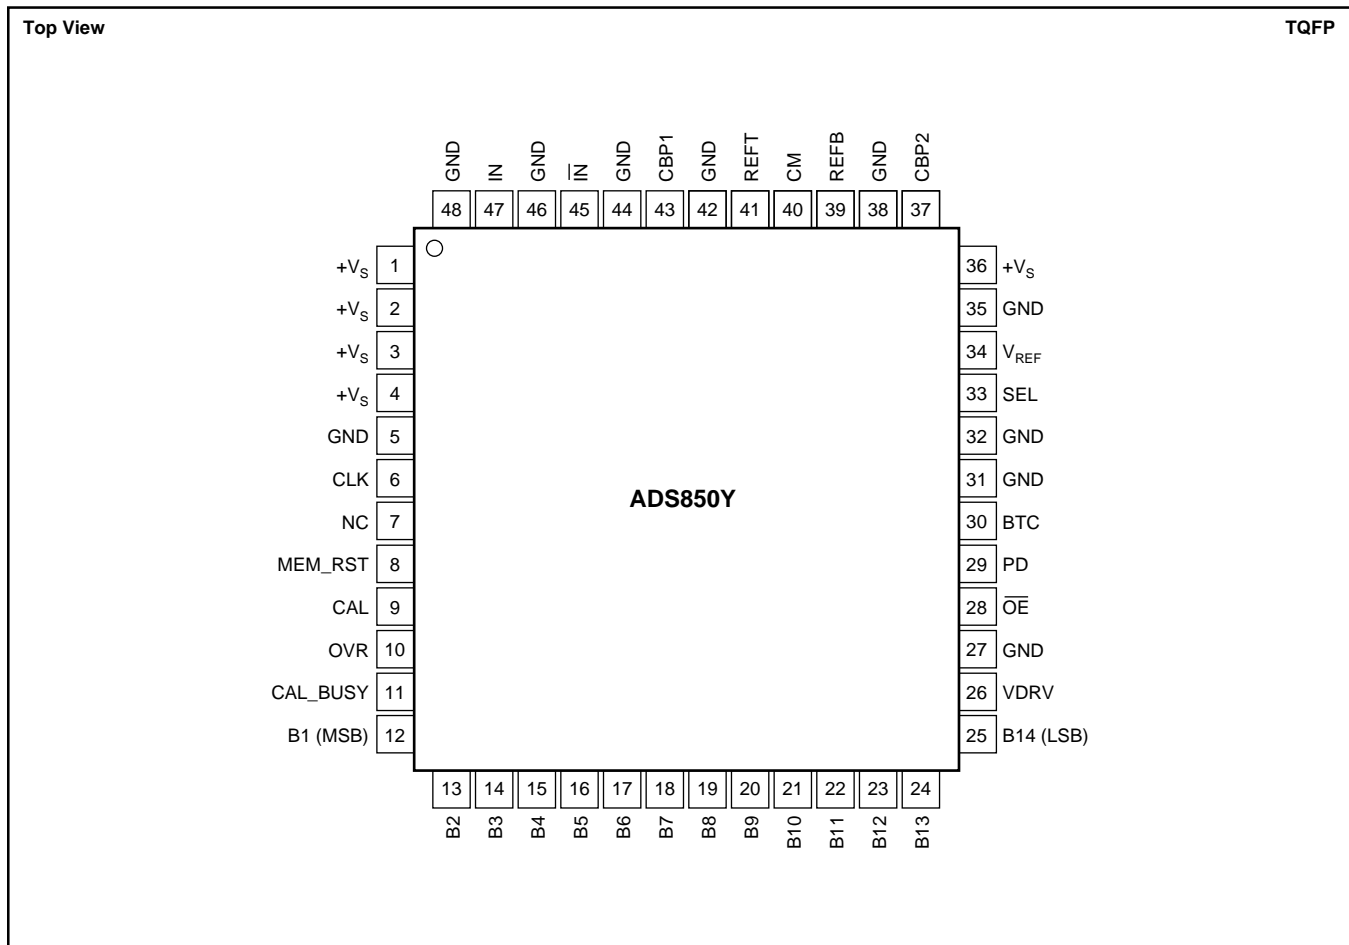 Top View
TQFP
GND IN GND I̅N̅ GND CBP1 GND REFT CM REFB GND CBP2
48 47 46 45 44 43 42 41 40 39 38 37
+VS 1 36 +VS
+VS 2 35 GND
+VS 3 34 VREF
+VS 4 33 SEL
GND 5 32 GND
CLK 6 31 GND
ADS850Y
NC 7 30 BTC
MEM_RST 8 29 PD
CAL 9 28 O̅E̅
OVR 10 27 GND
CAL_BUSY 11 26 VDRV
B1 (MSB) 12 25 B14 (LSB)
13 14 15 16 17 18 19 20 21 22 23 24
B2 B3 B4 B5 B6 B7 B8 B9 B10 B11 B12 B13